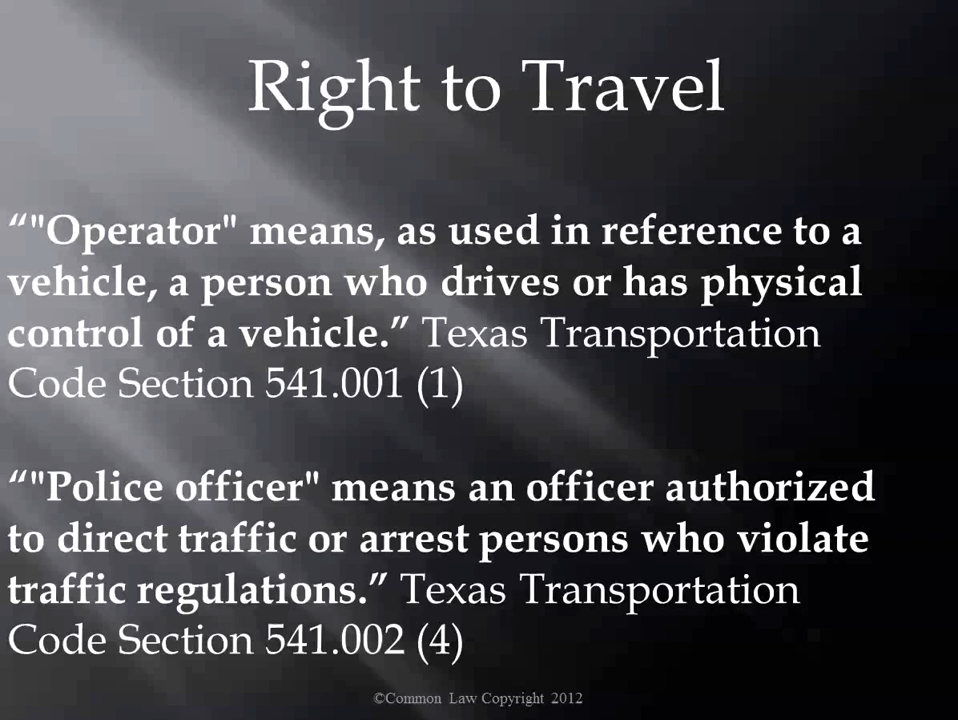 Right to Travel
“"Operator" means, as used in reference to a
vehicle, a person who drives or has physical
control of a vehicle.” Texas Transportation
Code Section 541.001 (1)
“"Police officer" means an officer authorized
to direct traffic or arrest persons who violate
traffic regulations.” Texas Transportation
Code Section 541.002 (4)
©Common Law Copyright 2012